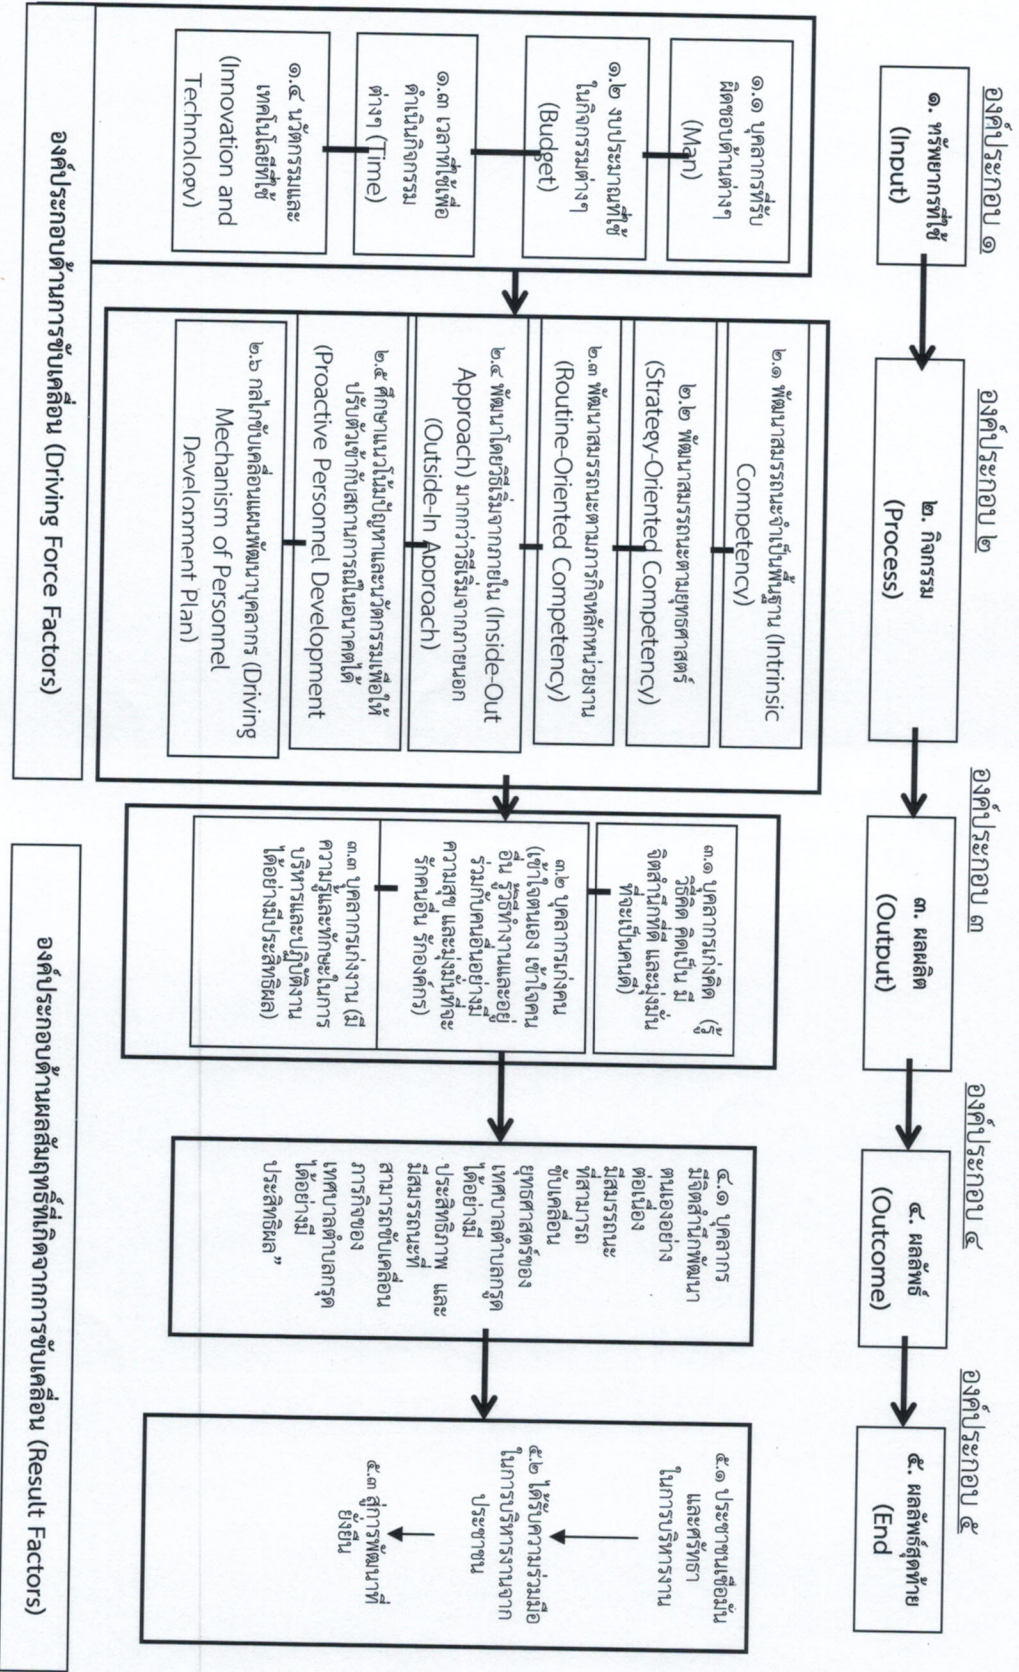 องค์ประกอบ ๑
๑. ทรัพยากรที่ใช้
(Input)
๑.๑ บุคลากรที่รับ
ผิดชอบด้านต่างๆ
(Man)
๑.๒ งบประมาณที่ใช้
ในกิจกรรมต่างๆ
(Budget)
๑.๓ เวลาที่ใช้เพื่อ
ดำเนินกิจกรรม
ต่างๆ (Time)
๑.๔ นวัตกรรมและ
เทคโนโลยีที่ใช้
(Innovation and
Technology)
องค์ประกอบ ๒
๒. กิจกรรม
(Process)
๒.๑ พัฒนาสมรรถนะจำเป็นพื้นฐาน (Intrinsic
Competency)
๒.๒ พัฒนาสมรรถนะตามยุทธศาสตร์
(Strategy-Oriented Competency)
๒.๓ พัฒนาสมรรถนะตามภารกิจหลักหน่วยงาน
(Routine-Oriented Competency)
๒.๔ พัฒนาโดยวิธีเริ่มจากภายใน (Inside-Out
Approach) มากกว่าวิธีเริ่มจากภายนอก
(Outside-In Approach)
๒.๕ ศึกษาแนวโน้มปัญหาและนวัตกรรมเพื่อให้
ปรับตัวเข้ากับสถานการณ์ในอนาคตได้
(Proactive Personnel Development
๒.๖ กลไกขับเคลื่อนแผนพัฒนาบุคลากร (Driving
Mechanism of Personnel
Development Plan)
องค์ประกอบ ๓
๓. ผลผลิต
(Output)
๓.๑ บุคลากรเก่งคิด (รู้
วิธีคิด คิดเป็น มี
จิตสำนึกที่ดี และมุ่งมั่น
ที่จะเป็นคนดี)
๓.๒ บุคลากรเก่งคน
(เข้าใจตนเอง เข้าใจคน
อื่น รู้วิธีทำงานและอยู่
ร่วมกับคนอื่นอย่างมี
ความสุข และมุ่งมั่นที่จะ
รักคนอื่น รักองค์กร)
๓.๓ บุคลากรเก่งงาน (มี
ความรู้และทักษะในการ
บริหารและปฏิบัติงาน
ได้อย่างมีประสิทธิผล)
องค์ประกอบ ๔
๔. ผลลัพธ์
(Outcome)
๔.๑ บุคลากร
มีจิตสำนึกพัฒนา
ตนเองอย่าง
ต่อเนื่อง
มีสมรรถนะ
ที่สามารถ
ขับเคลื่อน
ยุทธศาสตร์ของ
เทศบาลตำบลกรูด
ได้อย่างมี
ประสิทธิภาพ และ
มีสมรรถนะที่
สามารถขับเคลื่อน
ภารกิจของ
เทศบาลตำบลกรุด
ได้อย่างมี
ประสิทธิผล”
องค์ประกอบ ๕
๕. ผลลัพธ์สุดท้าย
(End
๕.๑ ประชาชนเชื่อมั่น
และศรัทธา
ในการบริหารงาน
๕.๒ ได้รับความร่วมมือ
ในการบริหารงานจาก
ประชาชน
๕.๓ สู่การพัฒนาที่
ยั่งยืน
องค์ประกอบด้านการขับเคลื่อน (Driving Force Factors)
องค์ประกอบด้านผลสัมฤทธิ์ที่เกิดจากการขับเคลื่อน (Result Factors)